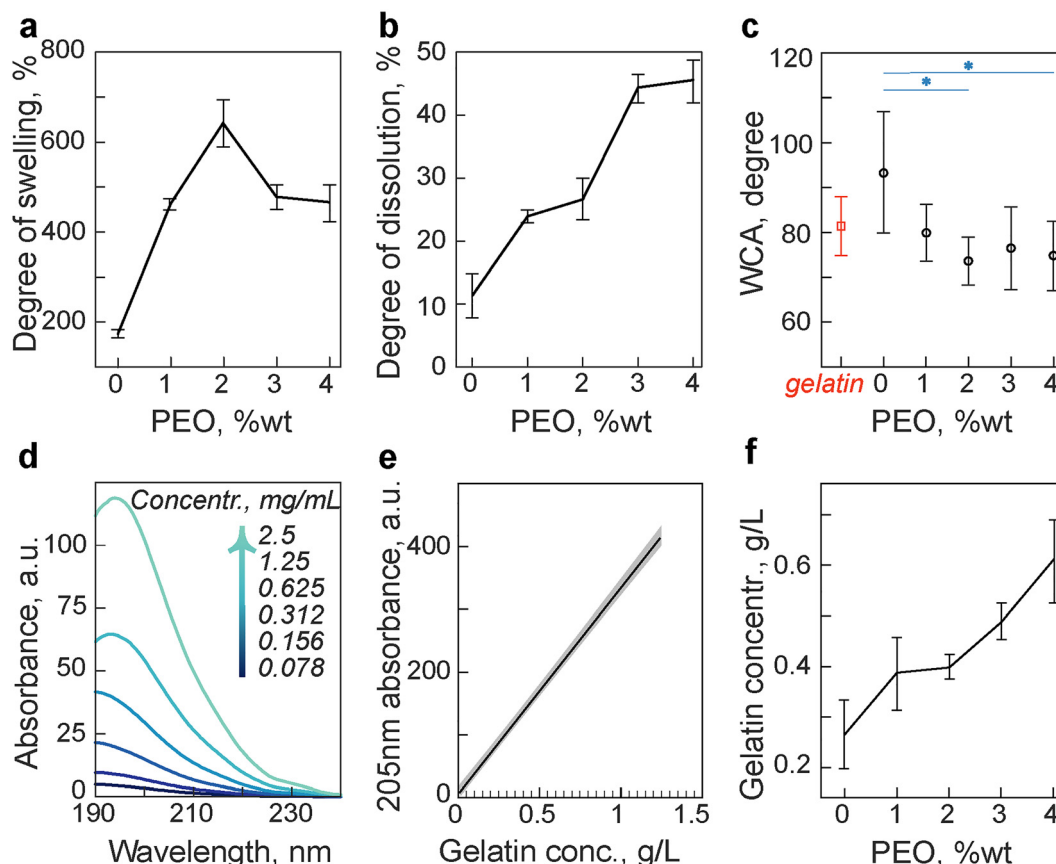 a
Degree of swelling, %
800
600
400
200
0 1 2 3 4
PEO, %wt
b
Degree of dissolution, %
50
40
30
20
10
0
0 1 2 3 4
PEO, %wt
c
WCA, degree
120
100
80
60
* *
gelatin 0 1 2 3 4
PEO, %wt
d
Absorbance, a.u.
100
75
50
25
0
Concentr., mg/mL
2.5
1.25
0.625
0.312
0.156
0.078
190 210 230
Wavelength, nm
e
205nm absorbance, a.u.
400
200
0
0 0.5 1 1.5
Gelatin conc., g/L
f
Gelatin concentr., g/L
0.6
0.4
0.2
0 1 2 3 4
PEO, %wt